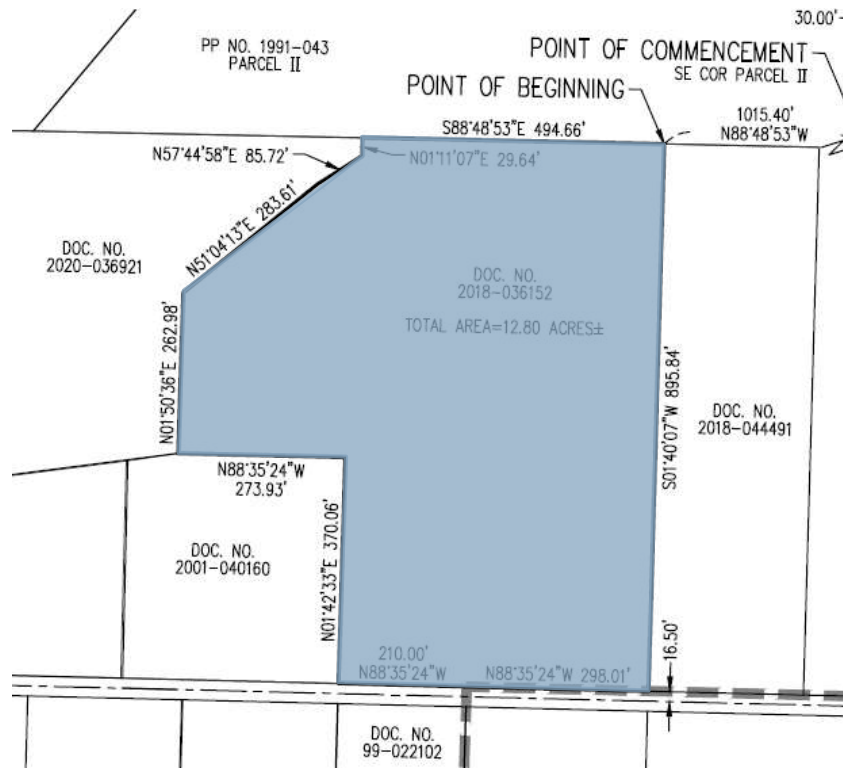 30.00'
PP NO. 1991-043
PARCEL II
POINT OF COMMENCEMENT
SE COR PARCEL II
POINT OF BEGINNING
1015.40'
N88°48'53"W
S88°48'53"E 494.66'
N57°44'58"E 85.72'
N01°11'07"E 29.64'
N51°04'13"E 283.61'
DOC. NO.
2020-036921
DOC. NO.
2018-036152
TOTAL AREA=12.80 ACRES±
N01°50'36"E 262.98'
S01°40'07"W 895.84'
DOC. NO.
2018-044491
N88°35'24"W
273.93'
DOC. NO.
2001-040160
N01°42'33"E 370.06'
210.00'
N88°35'24"W
N88°35'24"W 298.01'
16.50'
DOC. NO.
99-022102